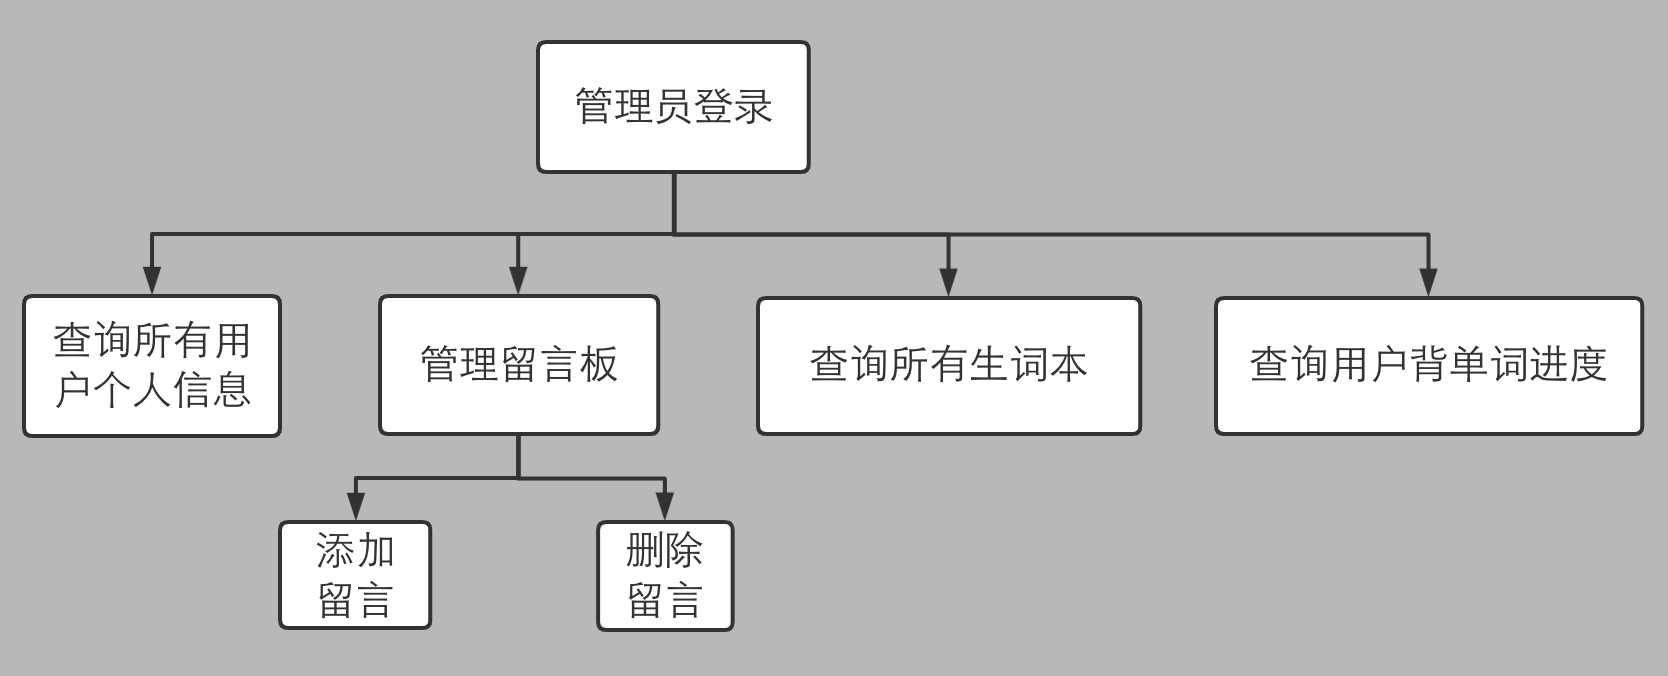 管理员登录
查询所有用
户个人信息
管理留言板
查询所有生词本
查询用户背单词进度
添加
留言
删除
留言